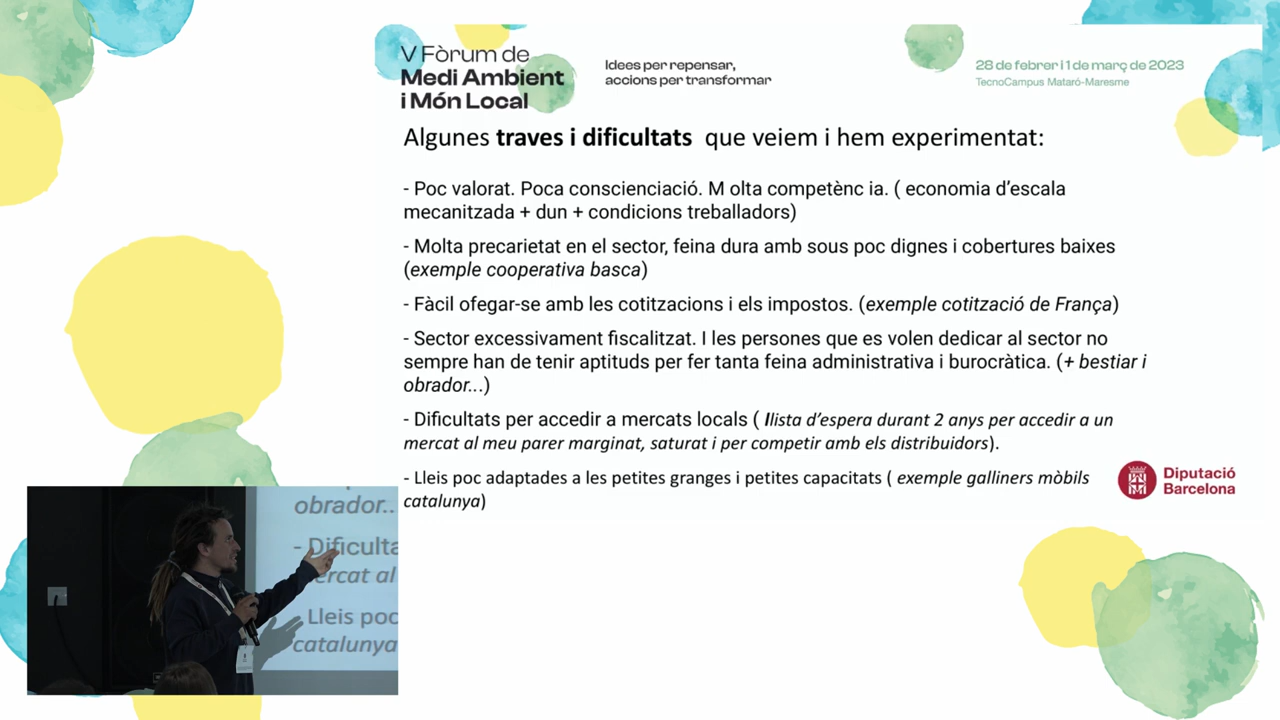 V Fòrum de
Medi Ambient
i Món Local
Idees per repensar,
accions per transformar
28 de febrer i 1 de març de 2023
TecnoCampus Mataró-Maresme
Algunes traves i dificultats que veiem i hem experimentat:
- Poc valorat. Poca conscienciació. M olta competènc ia. ( economia d’escala
mecanitzada + dun + condicions treballadors)
- Molta precarietat en el sector, feina dura amb sous poc dignes i cobertures baixes
(exemple cooperativa basca)
- Fàcil ofegar-se amb les cotitzacions i els impostos. (exemple cotització de França)
- Sector excessivament fiscalitzat. I les persones que es volen dedicar al sector no
sempre han de tenir aptituds per fer tanta feina administrativa i burocràtica. (+ bestiar i
obrador...)
- Dificultats per accedir a mercats locals ( llista d’espera durant 2 anys per accedir a un
mercat al meu parer marginat, saturat i per competir amb els distribuidors).
- Lleis poc adaptades a les petites granges i petites capacitats ( exemple galliners mòbils
catalunya)
Diputació
Barcelona
obrador..
- Dificulta
ercat al
Lleis poc
catalunya